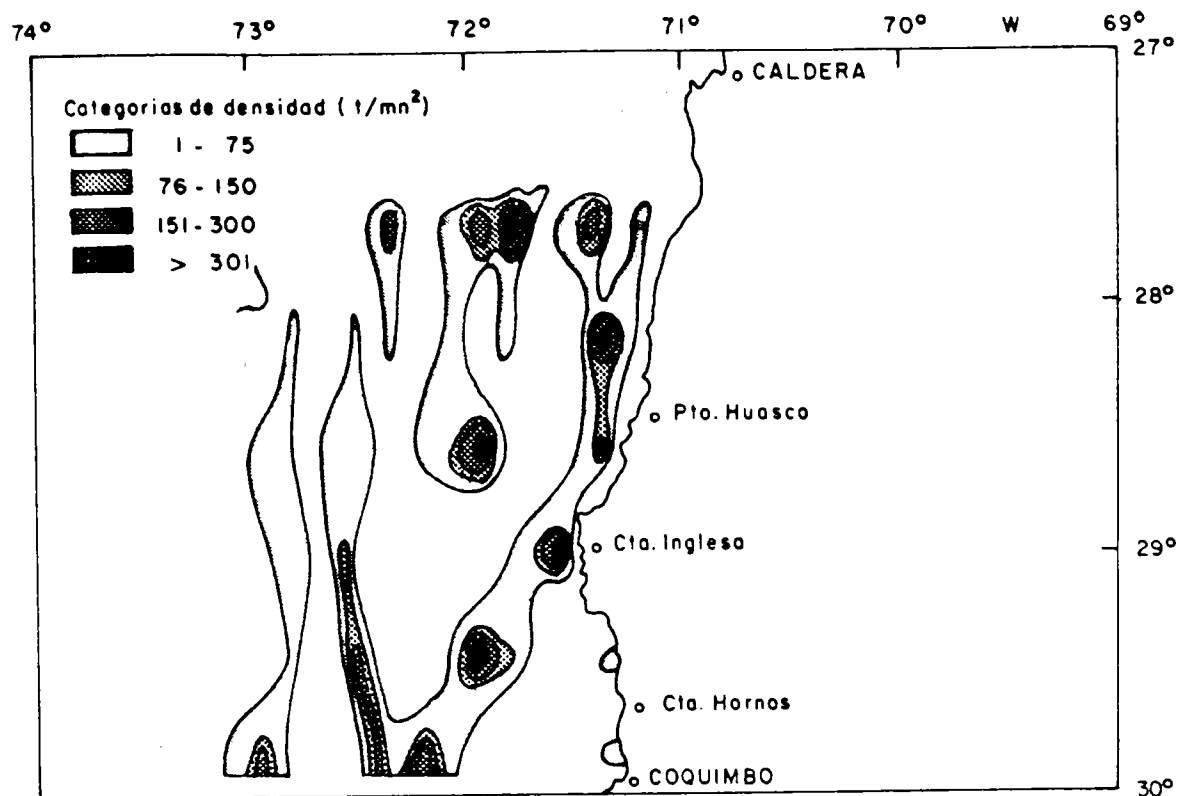 74° 73° 72° 71° 70° W 69°
27°
CALDERA
Categorias de densidad (t/mn²)
1 - 75
76 - 150
151 - 300
> 301
28°
Pto. Huasco
Cta. Inglesa
29°
Cta. Hornos
COQUIMBO
30°